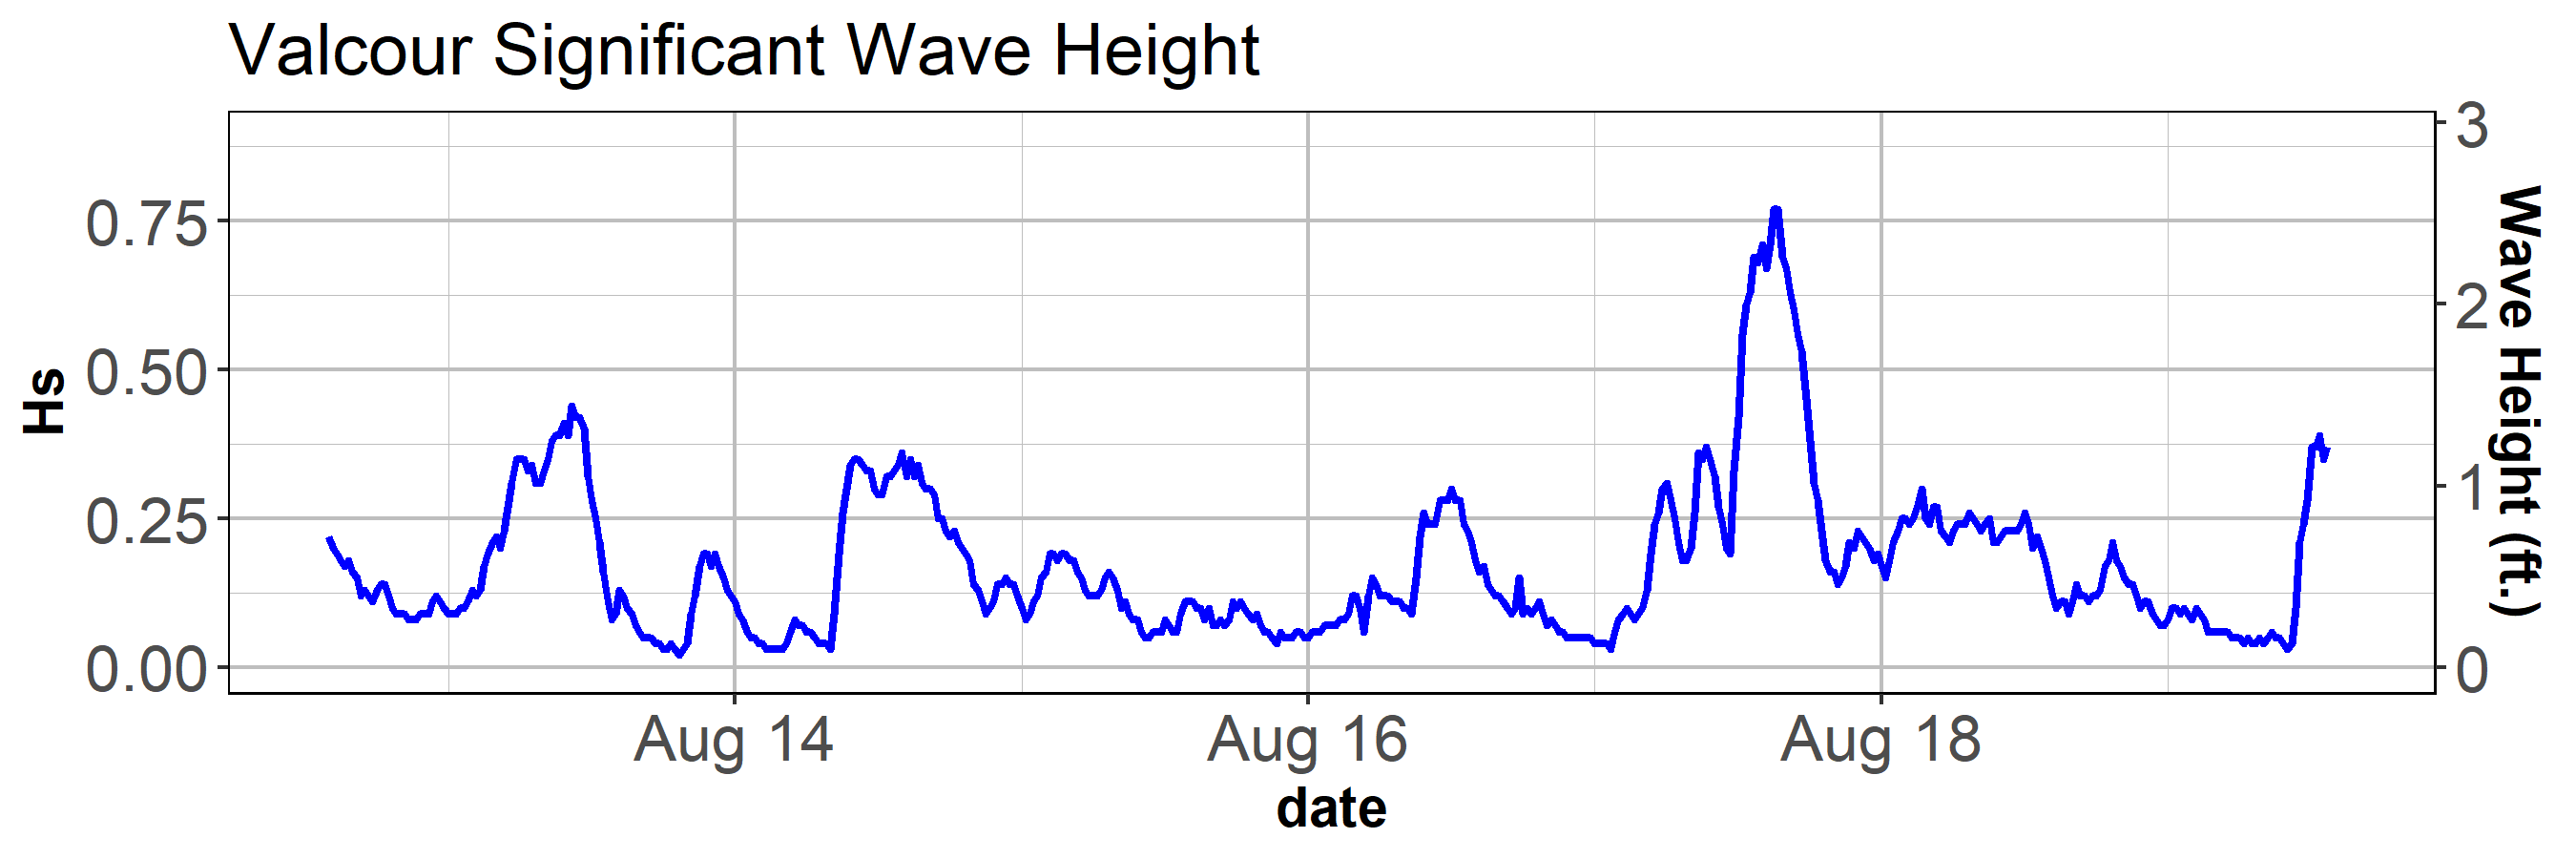 Valcour Significant Wave Height
Hs
0.75
0.50
0.25
0.00
3
2
1
0
Wave Height (ft.)
Aug 14
Aug 16
Aug 18
date